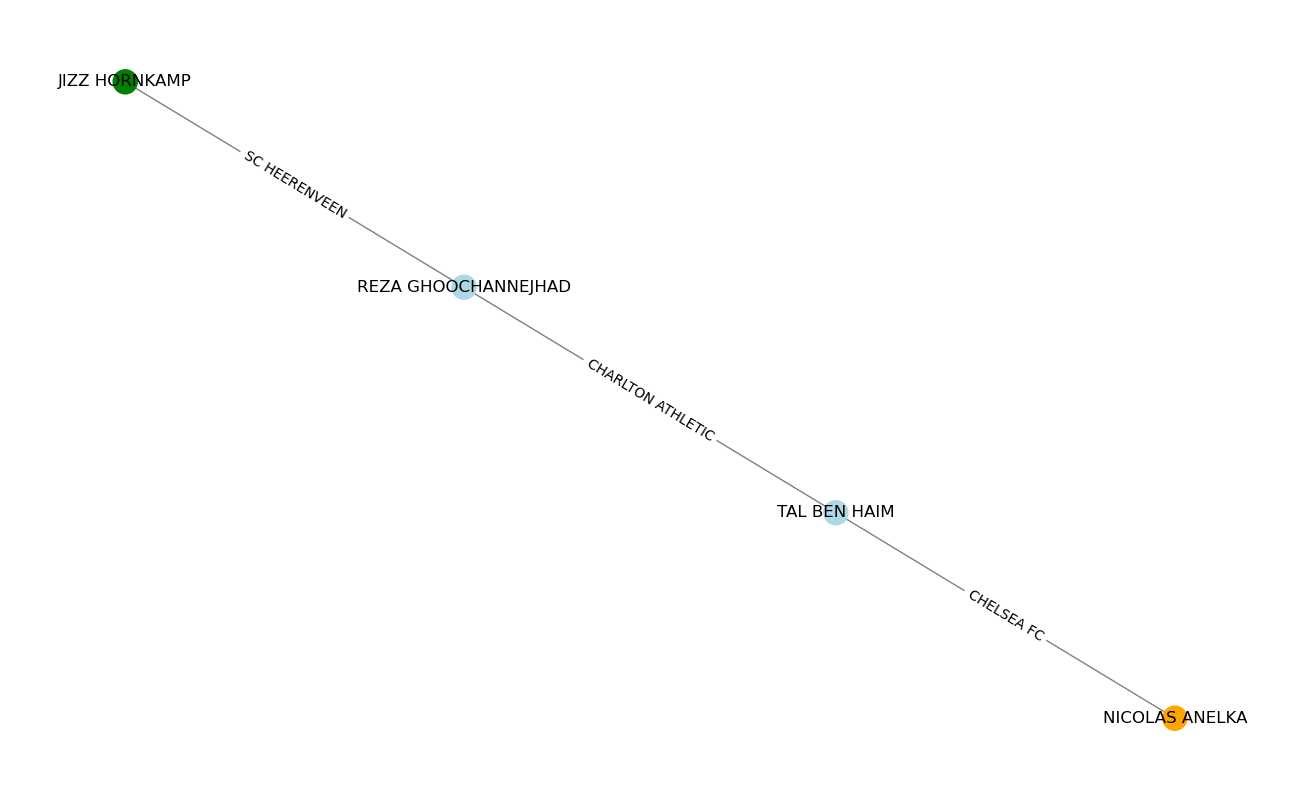 JIZZ HORNKAMP
SC HEERENVEEN
REZA GHOOCHANNEJHAD
CHARLTON ATHLETIC
TAL BEN HAIM
CHELSEA FC
NICOLAS ANELKA